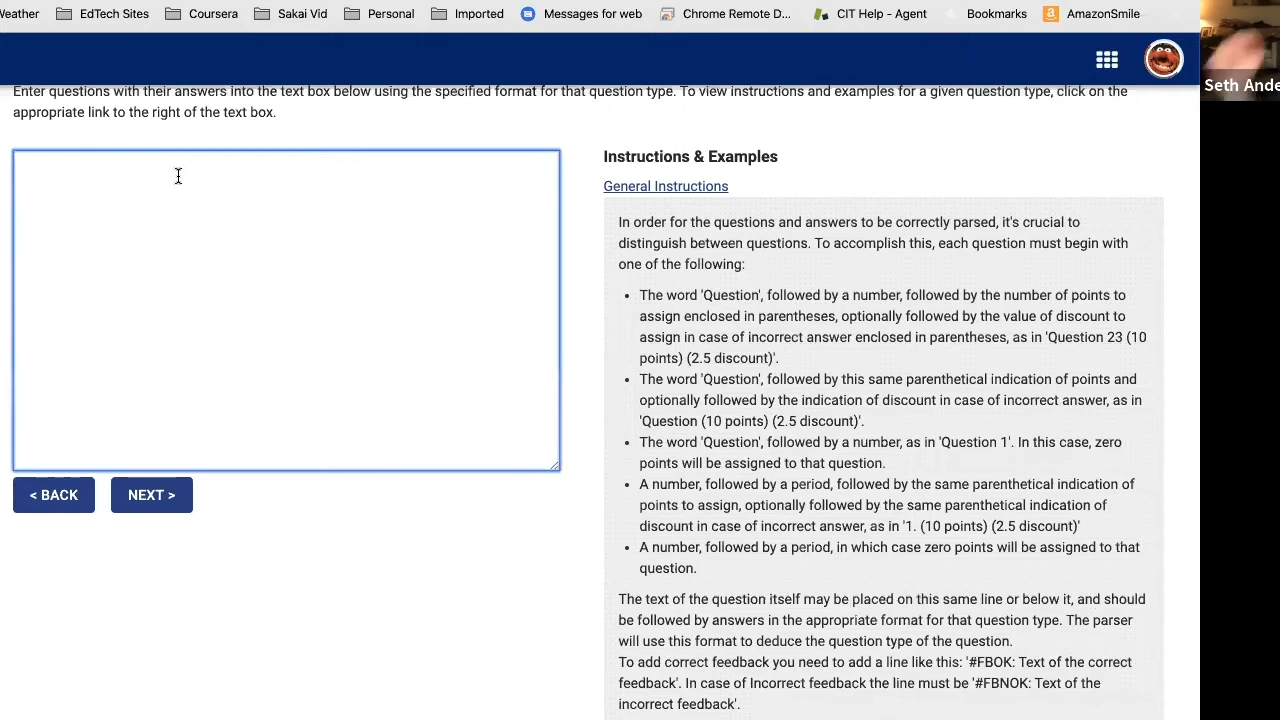 Weather EdTech Sites Coursera Sakai Vid Personal Imported Messages for web Chrome Remote D... CIT Help - Agent Bookmarks AmazonSmile
Seth Ande
Enter questions with their answers into the text box below using the specified format for that question type. To view instructions and examples for a given question type, click on the
appropriate link to the right of the text box.
< BACK NEXT >
Instructions & Examples
General Instructions
In order for the questions and answers to be correctly parsed, it's crucial to
distinguish between questions. To accomplish this, each question must begin with
one of the following:
• The word 'Question', followed by a number, followed by the number of points to
assign enclosed in parentheses, optionally followed by the value of discount to
assign in case of incorrect answer enclosed in parentheses, as in 'Question 23 (10
points) (2.5 discount)'.
• The word 'Question', followed by this same parenthetical indication of points and
optionally followed by the indication of discount in case of incorrect answer, as in
'Question (10 points) (2.5 discount)'.
• The word 'Question', followed by a number, as in 'Question 1'. In this case, zero
points will be assigned to that question.
• A number, followed by a period, followed by the same parenthetical indication of
points to assign, optionally followed by the same parenthetical indication of
discount in case of incorrect answer, as in '1. (10 points) (2.5 discount)'
• A number, followed by a period, in which case zero points will be assigned to that
question.
The text of the question itself may be placed on this same line or below it, and should
be followed by answers in the appropriate format for that question type. The parser
will use this format to deduce the question type of the question.
To add correct feedback you need to add a line like this: '#FBOK: Text of the correct
feedback'. In case of Incorrect feedback the line must be '#FBNOK: Text of the
incorrect feedback'.